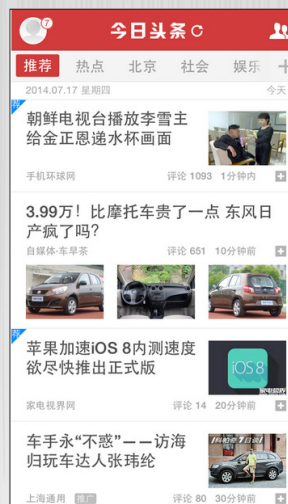 7
今日头条
推荐 热点 北京 社会 娱乐
2014.07.17 星期四 今天
朝鲜电视台播放李雪主
给金正恩递水杯画面
手机环球网 评论 1093 1分钟内
3.99万！比摩托车贵了一点 东风日
产疯了吗？
自媒体·车早茶 评论 651 10分钟前
荐
苹果加速iOS 8内测速度
欲尽快推出正式版
iOS 8
家电视界网
家电视界网 评论 14 20分钟前
车手永“不惑”——访海
归玩车达人张玮纶
上海通用 推广 评论 80 30分钟前